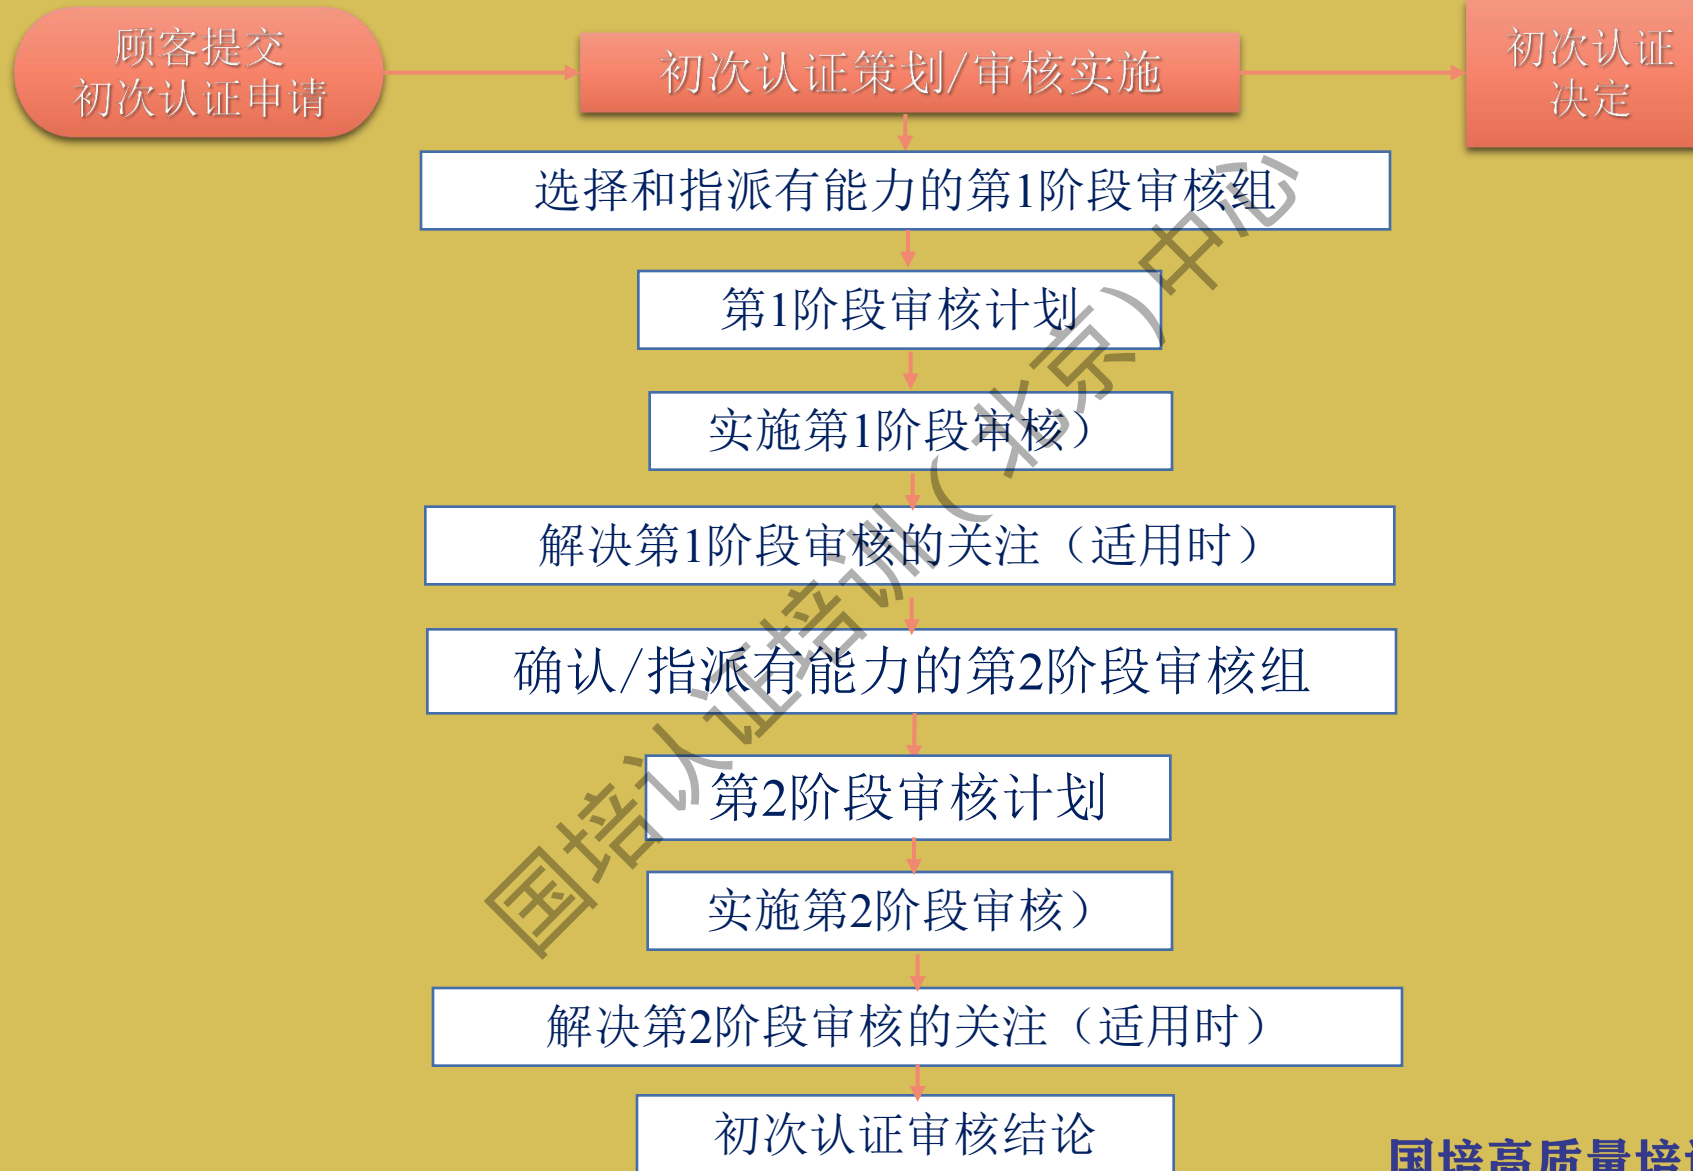 顾客提交
初次认证申请
初次认证策划/审核实施
初次认证
决定
选择和指派有能力的第1阶段审核组
第1阶段审核计划
实施第1阶段审核）
解决第1阶段审核的关注（适用时）
确认/指派有能力的第2阶段审核组
第2阶段审核计划
实施第2阶段审核）
解决第2阶段审核的关注（适用时）
初次认证审核结论
国培认证培训（北京）中心
国培高质量培